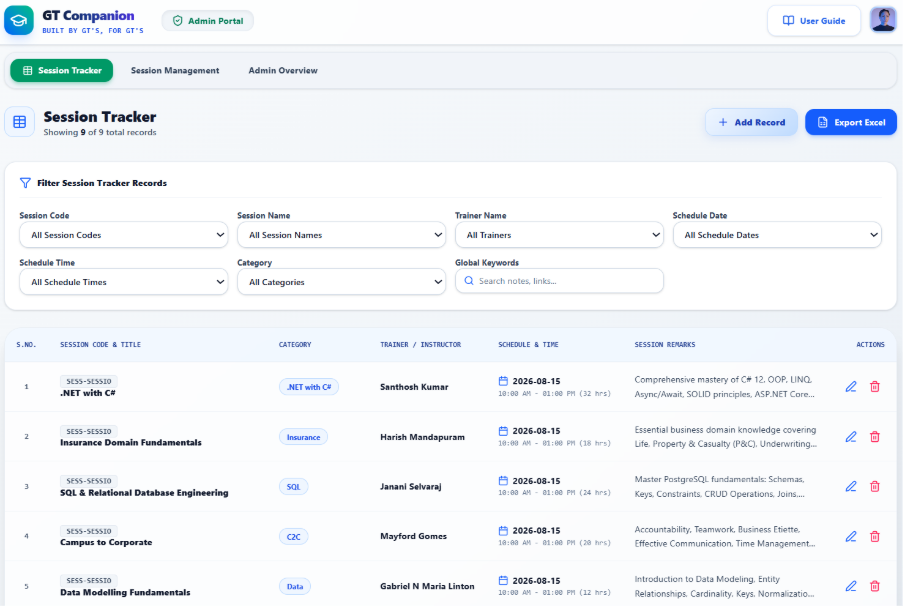 GT Companion
BUILT BY GT'S, FOR GT'S
Admin Portal
User Guide
Session Tracker
Session Management
Admin Overview
Session Tracker
Showing 9 of 9 total records
Add Record
Export Excel
Filter Session Tracker Records
Session Code
Session Name
Trainer Name
Schedule Date
All Session Codes
All Session Names
All Trainers
All Schedule Dates
Schedule Time
Category
Global Keywords
All Schedule Times
All Categories
Search notes, links...
S.NO.
SESSION CODE & TITLE
CATEGORY
TRAINER / INSTRUCTOR
SCHEDULE & TIME
SESSION REMARKS
ACTIONS
1
SESS-SESSIO
.NET with C#
.NET with C#
Santhosh Kumar
2026-08-15
10:00 AM - 01:00 PM (32 hrs)
Comprehensive mastery of C# 12, OOP, LINQ,
Async/Await, SOLID principles, ASP.NET Core...
2
SESS-SESSIO
Insurance Domain Fundamentals
Insurance
Harish Mandapuram
2026-08-15
10:00 AM - 01:00 PM (18 hrs)
Essential business domain knowledge covering
Life, Property & Casualty (P&C), Underwriting...
3
SESS-SESSIO
SQL & Relational Database Engineering
SQL
Janani Selvaraj
2026-08-15
10:00 AM - 01:00 PM (24 hrs)
Master PostgreSQL fundamentals: Schemas,
Keys, Constraints, CRUD Operations, Joins,...
4
SESS-SESSIO
Campus to Corporate
C2C
Mayford Gomes
2026-08-15
10:00 AM - 01:00 PM (20 hrs)
Accountability, Teamwork, Business Etiette,
Effective Communication, Time Management...
5
SESS-SESSIO
Data Modelling Fundamentals
Data
Gabriel N Maria Linton
2026-08-15
10:00 AM - 01:00 PM (12 hrs)
Introduction to Data Modeling, Entity
Relationships, Cardinality, Keys, Normalizatio...